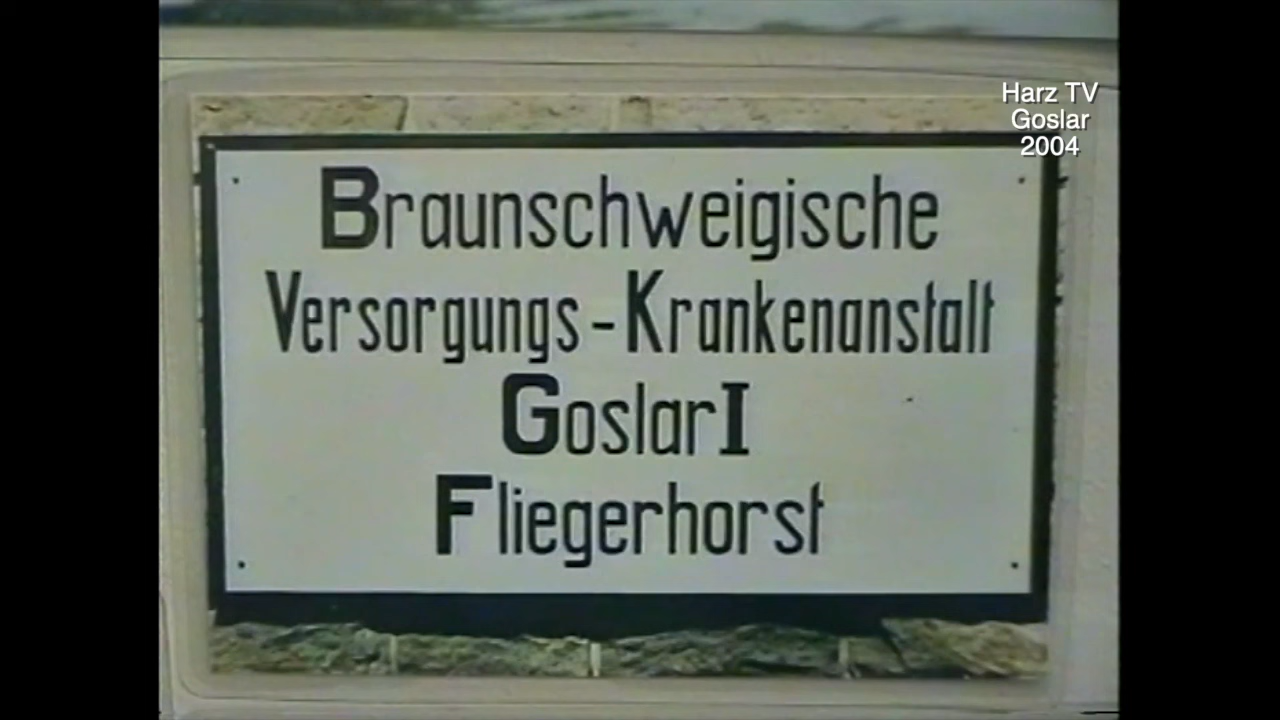 Harz TV
Goslar
2004
Braunschweigische
Versorgungs-Krankenanstalt
Goslar I
Fliegerhorst